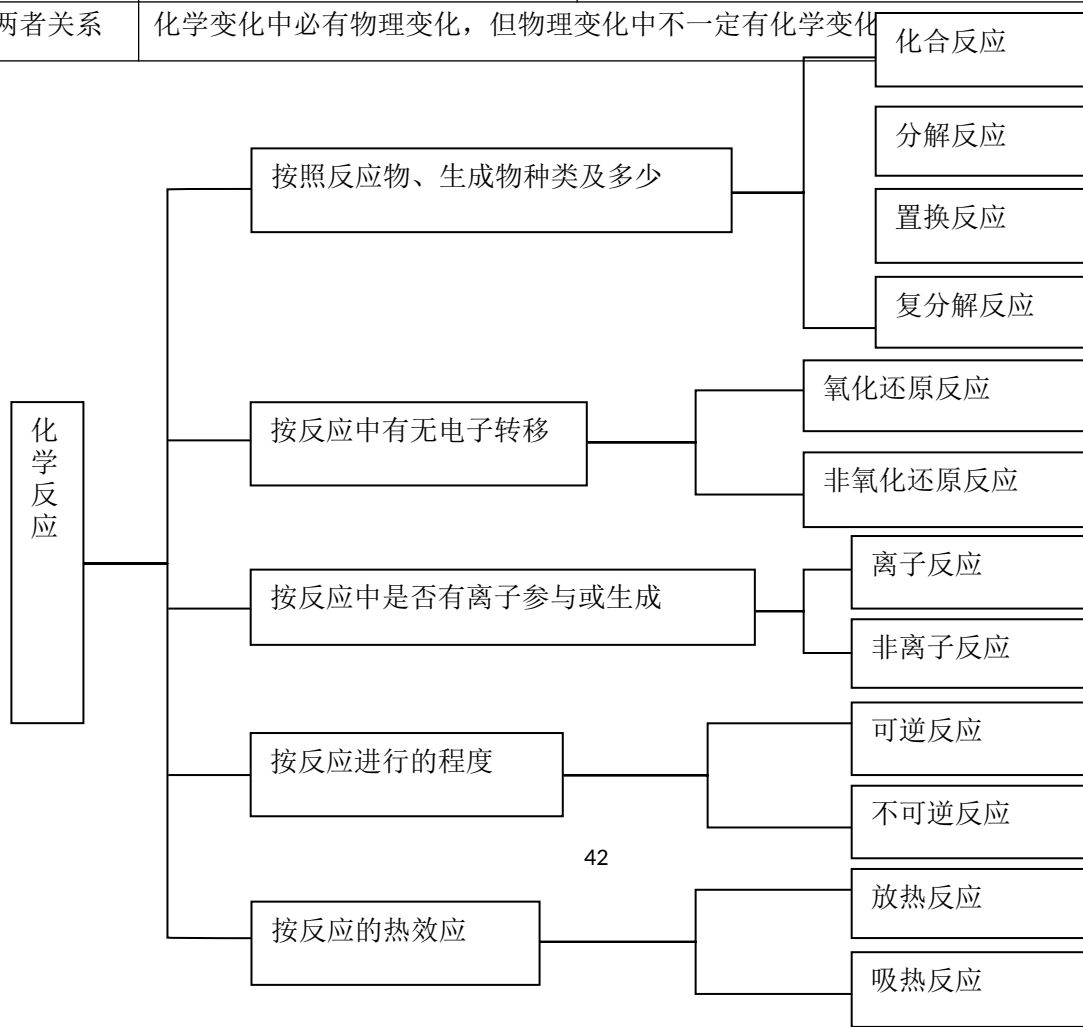 两者关系
化学变化中必有物理变化，但物理变化中不一定有化学变化
化合反应
分解反应
按照反应物、生成物种类及多少
置换反应
复分解反应
氧化还原反应
按反应中有无电子转移
非氧化还原反应
化学反应
离子反应
按反应中是否有离子参与或生成
非离子反应
可逆反应
按反应进行的程度
不可逆反应
42
放热反应
按反应的热效应
吸热反应